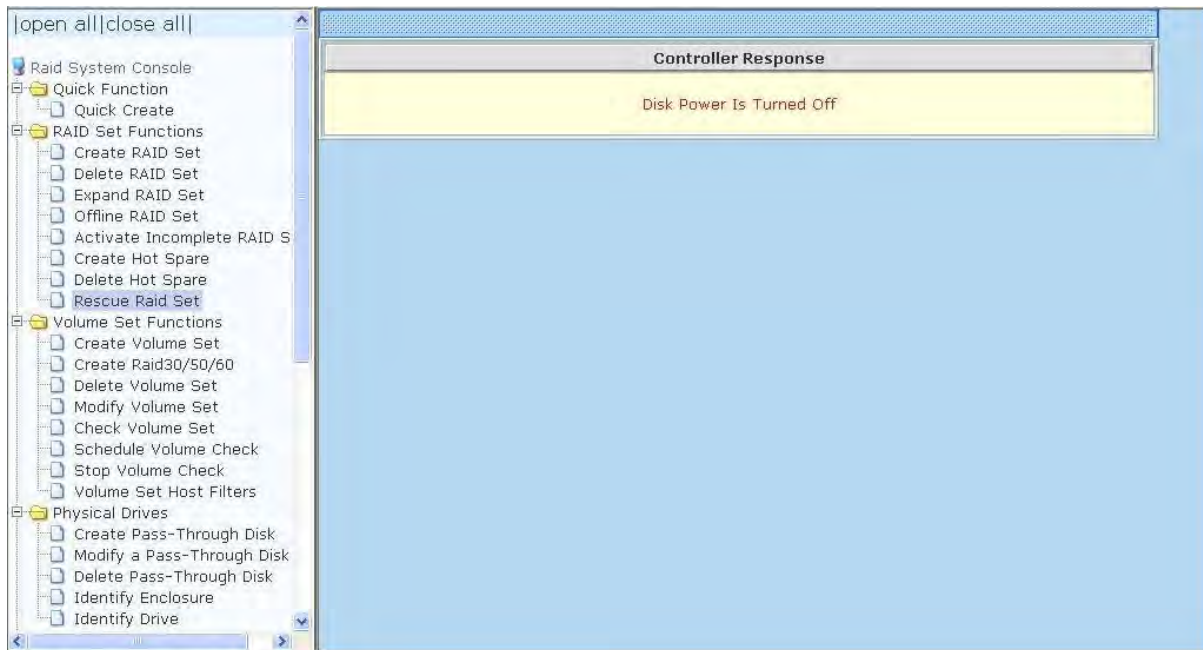 |open all|close all|
Raid System Console
Quick Function
Quick Create
RAID Set Functions
Create RAID Set
Delete RAID Set
Expand RAID Set
Offline RAID Set
Activate Incomplete RAID S
Create Hot Spare
Delete Hot Spare
Rescue Raid Set
Volume Set Functions
Create Volume Set
Create Raid30/50/60
Delete Volume Set
Modify Volume Set
Check Volume Set
Schedule Volume Check
Stop Volume Check
Volume Set Host Filters
Physical Drives
Create Pass-Through Disk
Modify a Pass-Through Disk
Delete Pass-Through Disk
Identify Enclosure
Identify Drive
Controller Response
Disk Power Is Turned Off